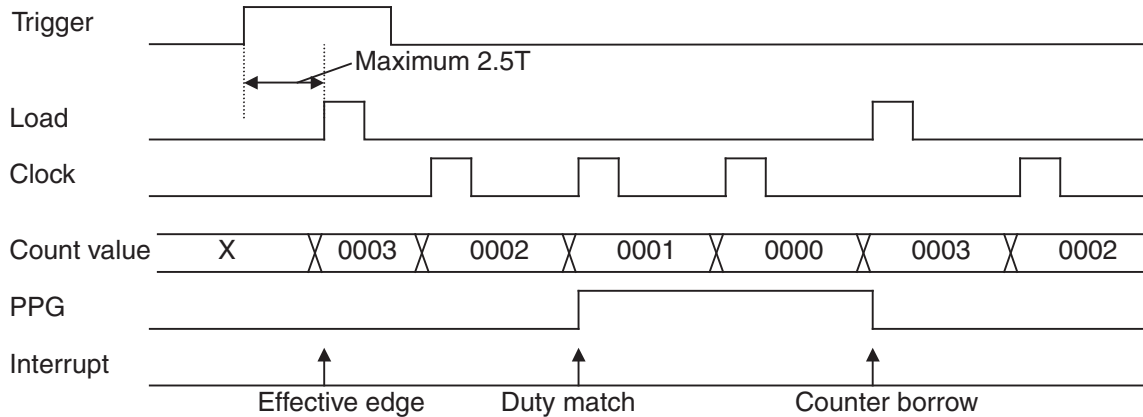 Trigger
Maximum 2.5T
Load
Clock
Count value X 0003 0002 0001 0000 0003 0002
PPG
Interrupt
Effective edge Duty match Counter borrow